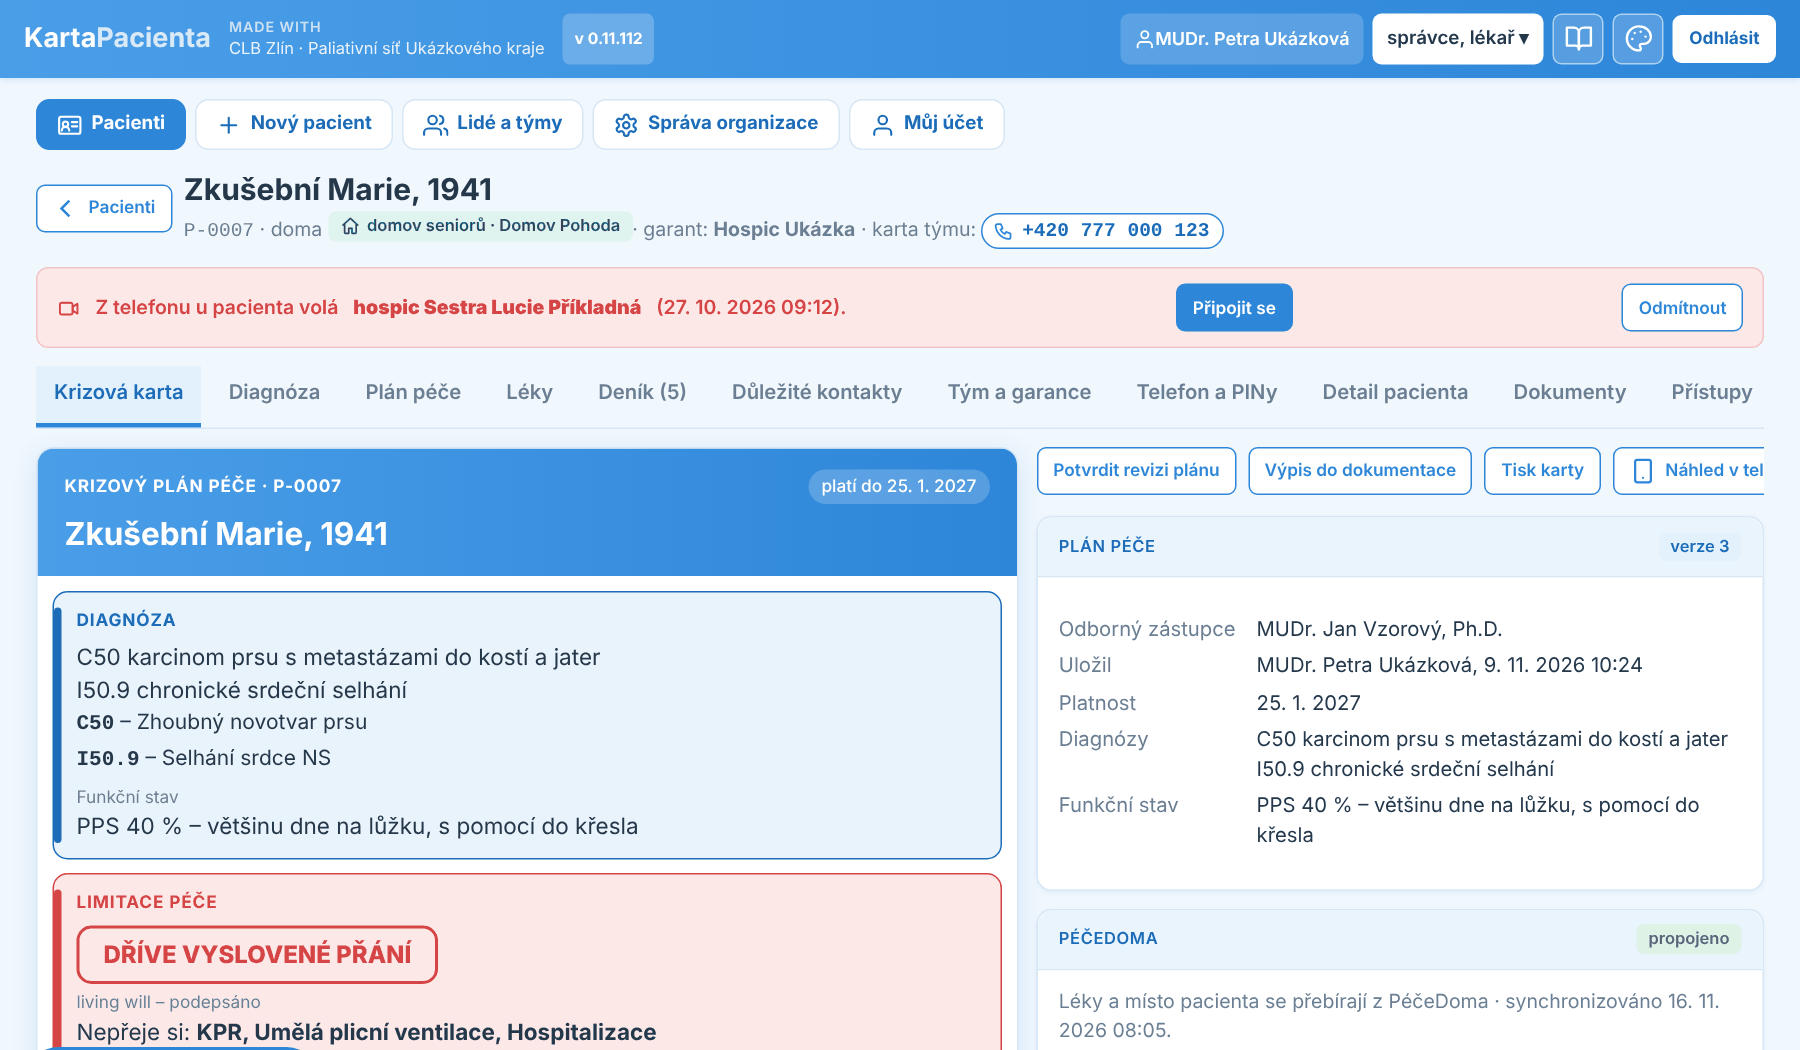 KartaPacienta
MADE WITH
CLB Zlín · Paliativní síť Ukázkového kraje
v 0.11.112
MUDr. Petra Ukázková
správce, lékař ▾
Odhlásit
Pacienti
Nový pacient
Lidé a týmy
Správa organizace
Můj účet
Pacienti
Zkušební Marie, 1941
P-0007 · doma domov seniorů · Domov Pohoda · garant: Hospic Ukázka · karta týmu: +420 777 000 123
Z telefonu u pacienta volá hospic Sestra Lucie Příkladná (27. 10. 2026 09:12).
Připojit se
Odmítnout
Krizová karta
Diagnóza
Plán péče
Léky
Deník (5)
Důležité kontakty
Tým a garance
Telefon a PINy
Detail pacienta
Dokumenty
Přístupy
KRIZOVÝ PLÁN PÉČE · P-0007
platí do 25. 1. 2027
Zkušební Marie, 1941
DIAGNÓZA
C50 karcinom prsu s metastázami do kostí a jater
I50.9 chronické srdeční selhání
C50 – Zhoubný novotvar prsu
I50.9 – Selhání srdce NS
Funkční stav
PPS 40 % – většinu dne na lůžku, s pomocí do křesla
LIMITACE PÉČE
DŘÍVE VYSLOVENÉ PŘÁNÍ
living will – podepsáno
Nepřeje si: KPR, Umělá plicní ventilace, Hospitalizace
Potvrdit revizi plánu
Výpis do dokumentace
Tisk karty
Náhled v tel
PLÁN PÉČE
verze 3
Odborný zástupce MUDr. Jan Vzorový, Ph.D.
Uložil MUDr. Petra Ukázková, 9. 11. 2026 10:24
Platnost 25. 1. 2027
Diagnózy C50 karcinom prsu s metastázami do kostí a jater
I50.9 chronické srdeční selhání
Funkční stav PPS 40 % – většinu dne na lůžku, s pomocí do
křesla
PÉČEDOMA
propojeno
Léky a místo pacienta se přebírají z PéčeDoma · synchronizováno 16. 11.
2026 08:05.